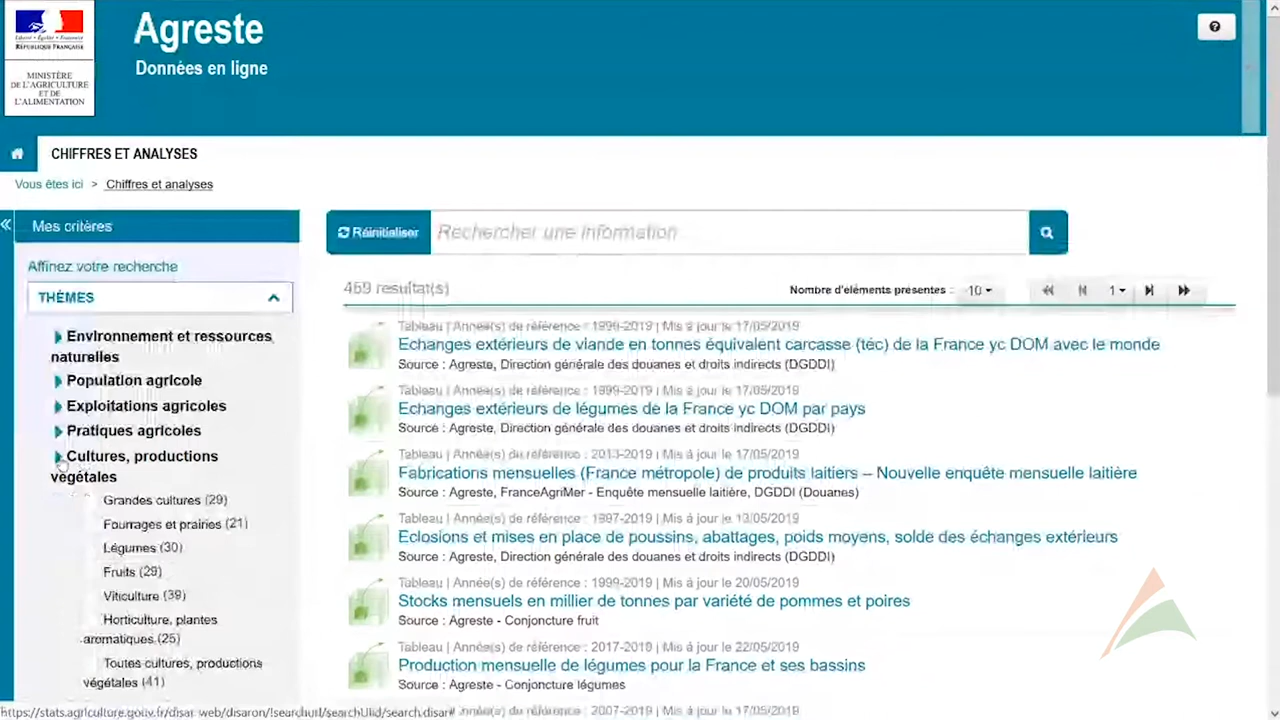 Liberté • Égalité • Fraternité
RÉPUBLIQUE FRANÇAISE
MINISTÈRE
DE L'AGRICULTURE
ET DE
L'ALIMENTATION
Agreste
Données en ligne
?
CHIFFRES ET ANALYSES
Vous êtes ici > Chiffres et analyses
Mes critères
Affinez votre recherche
THÈMES
Environnement et ressources
naturelles
Population agricole
Exploitations agricoles
Pratiques agricoles
Cultures, productions
végétales
Grandes cultures (29)
Fourrages et prairies (21)
Légumes (30)
Fruits (29)
Viticulture (39)
Horticulture, plantes
aromatiques (25)
Toutes cultures, productions
végétales (41)
Réinitialiser
Rechercher une information
469 resultat(s)
Nombre d'éléments présentés : 10
1
Tableau | Année(s) de référence : 1999-2019 | Mis à jour le 17/05/2019
Echanges extérieurs de viande en tonnes équivalent carcasse (téc) de la France yc DOM avec le monde
Source : Agreste, Direction générale des douanes et droits indirects (DGDDI)
Tableau | Année(s) de référence : 1999-2019 | Mis à jour le 17/05/2019
Echanges extérieurs de légumes de la France yc DOM par pays
Source : Agreste, Direction générale des douanes et droits indirects (DGDDI)
Tableau | Année(s) de référence : 2013-2019 | Mis à jour le 17/05/2019
Fabrications mensuelles (France métropole) de produits laitiers – Nouvelle enquête mensuelle laitière
Source : Agreste, FranceAgriMer - Enquête mensuelle laitière, DGDDI (Douanes)
Tableau | Année(s) de référence : 1997-2019 | Mis à jour le 13/05/2019
Eclosions et mises en place de poussins, abattages, poids moyens, solde des échanges extérieurs
Source : Agreste, Direction générale des douanes et droits indirects (DGDDI)
Tableau | Année(s) de référence : 1999-2019 | Mis à jour le 20/05/2019
Stocks mensuels en millier de tonnes par variété de pommes et poires
Source : Agreste - Conjoncture fruit
Tableau | Année(s) de référence : 2017-2019 | Mis à jour le 22/05/2019
Production mensuelle de légumes pour la France et ses bassins
Source : Agreste - Conjoncture légumes
Année(s) de référence : 2007-2019 | Mis à jour le 17/05/2019